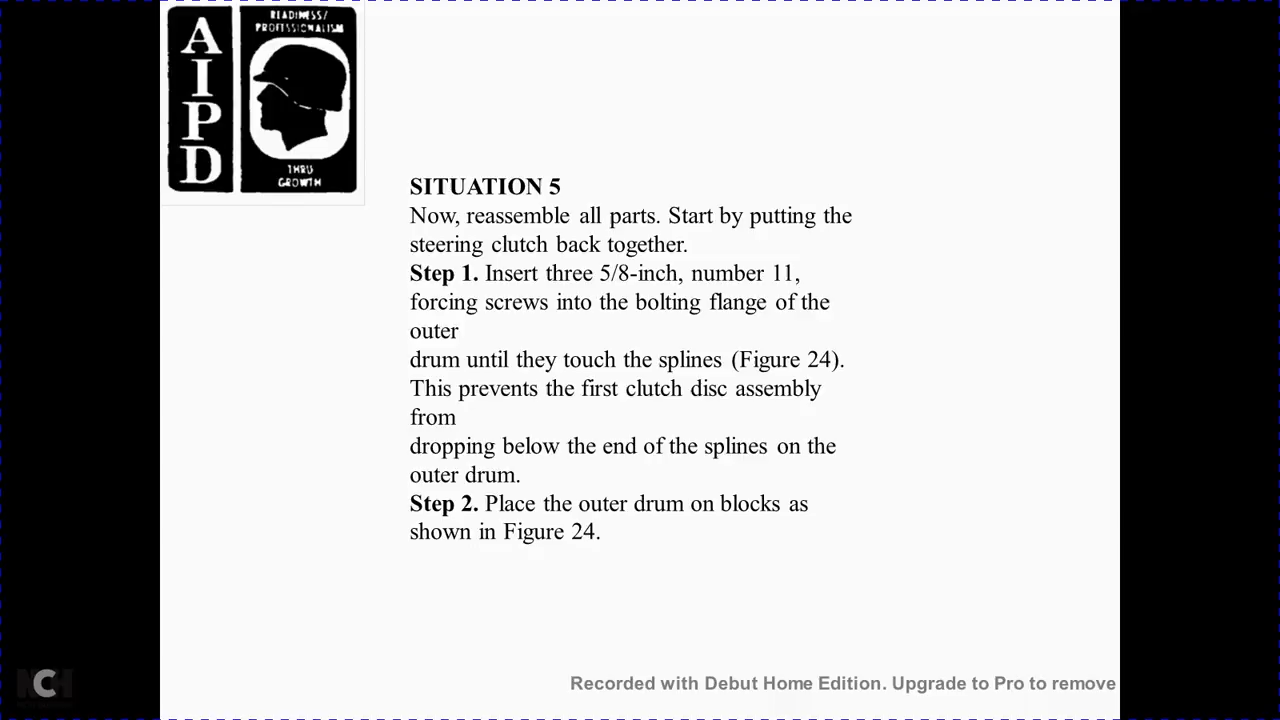 AIPD
READINESS/
PROFESSIONALISM
THRU
GROWTH
SITUATION 5
Now, reassemble all parts. Start by putting the
steering clutch back together.
Step 1. Insert three 5/8-inch, number 11,
forcing screws into the bolting flange of the
outer
drum until they touch the splines (Figure 24).
This prevents the first clutch disc assembly
from
dropping below the end of the splines on the
outer drum.
Step 2. Place the outer drum on blocks as
shown in Figure 24.
NCH
Recorded with Debut Home Edition. Upgrade to Pro to remove